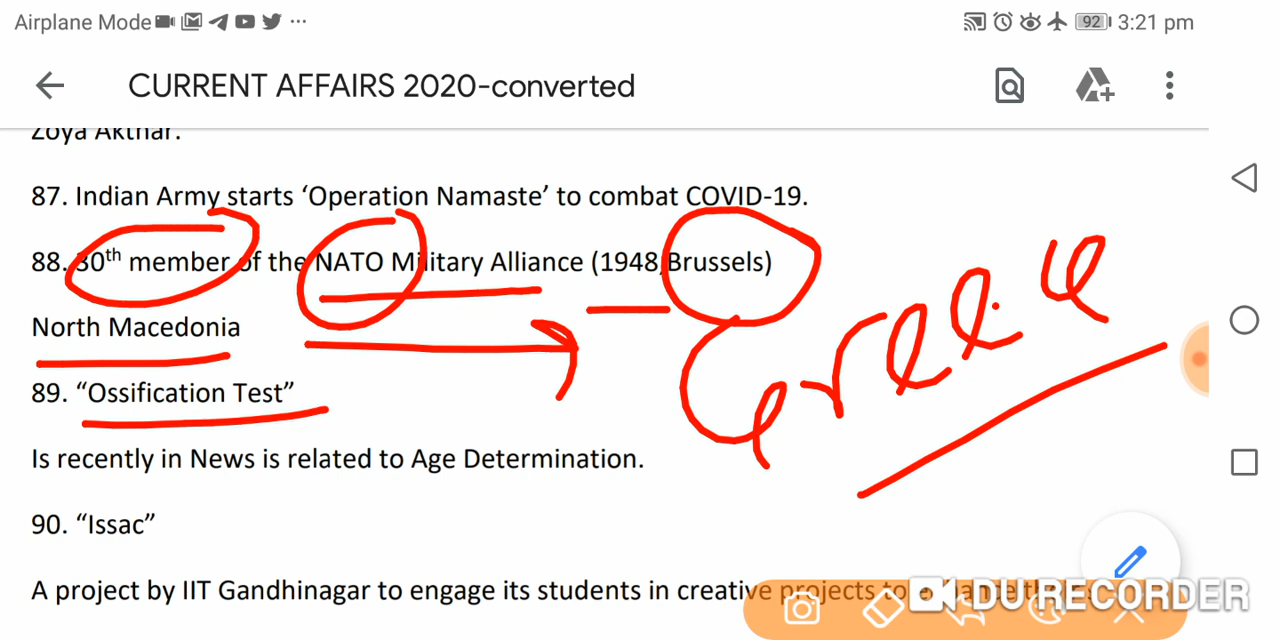 Airplane Mode ... 92 3:21 pm
CURRENT AFFAIRS 2020-converted
Zoya Akthar.
87. Indian Army starts ‘Operation Namaste’ to combat COVID-19.
88. 30th member of the NATO Military Alliance (1948,Brussels)
North Macedonia
Greece
89. “Ossification Test”
Is recently in News is related to Age Determination.
90. “Issac”
A project by IIT Gandhinagar to engage its students in creative projects to
DU RECORDER